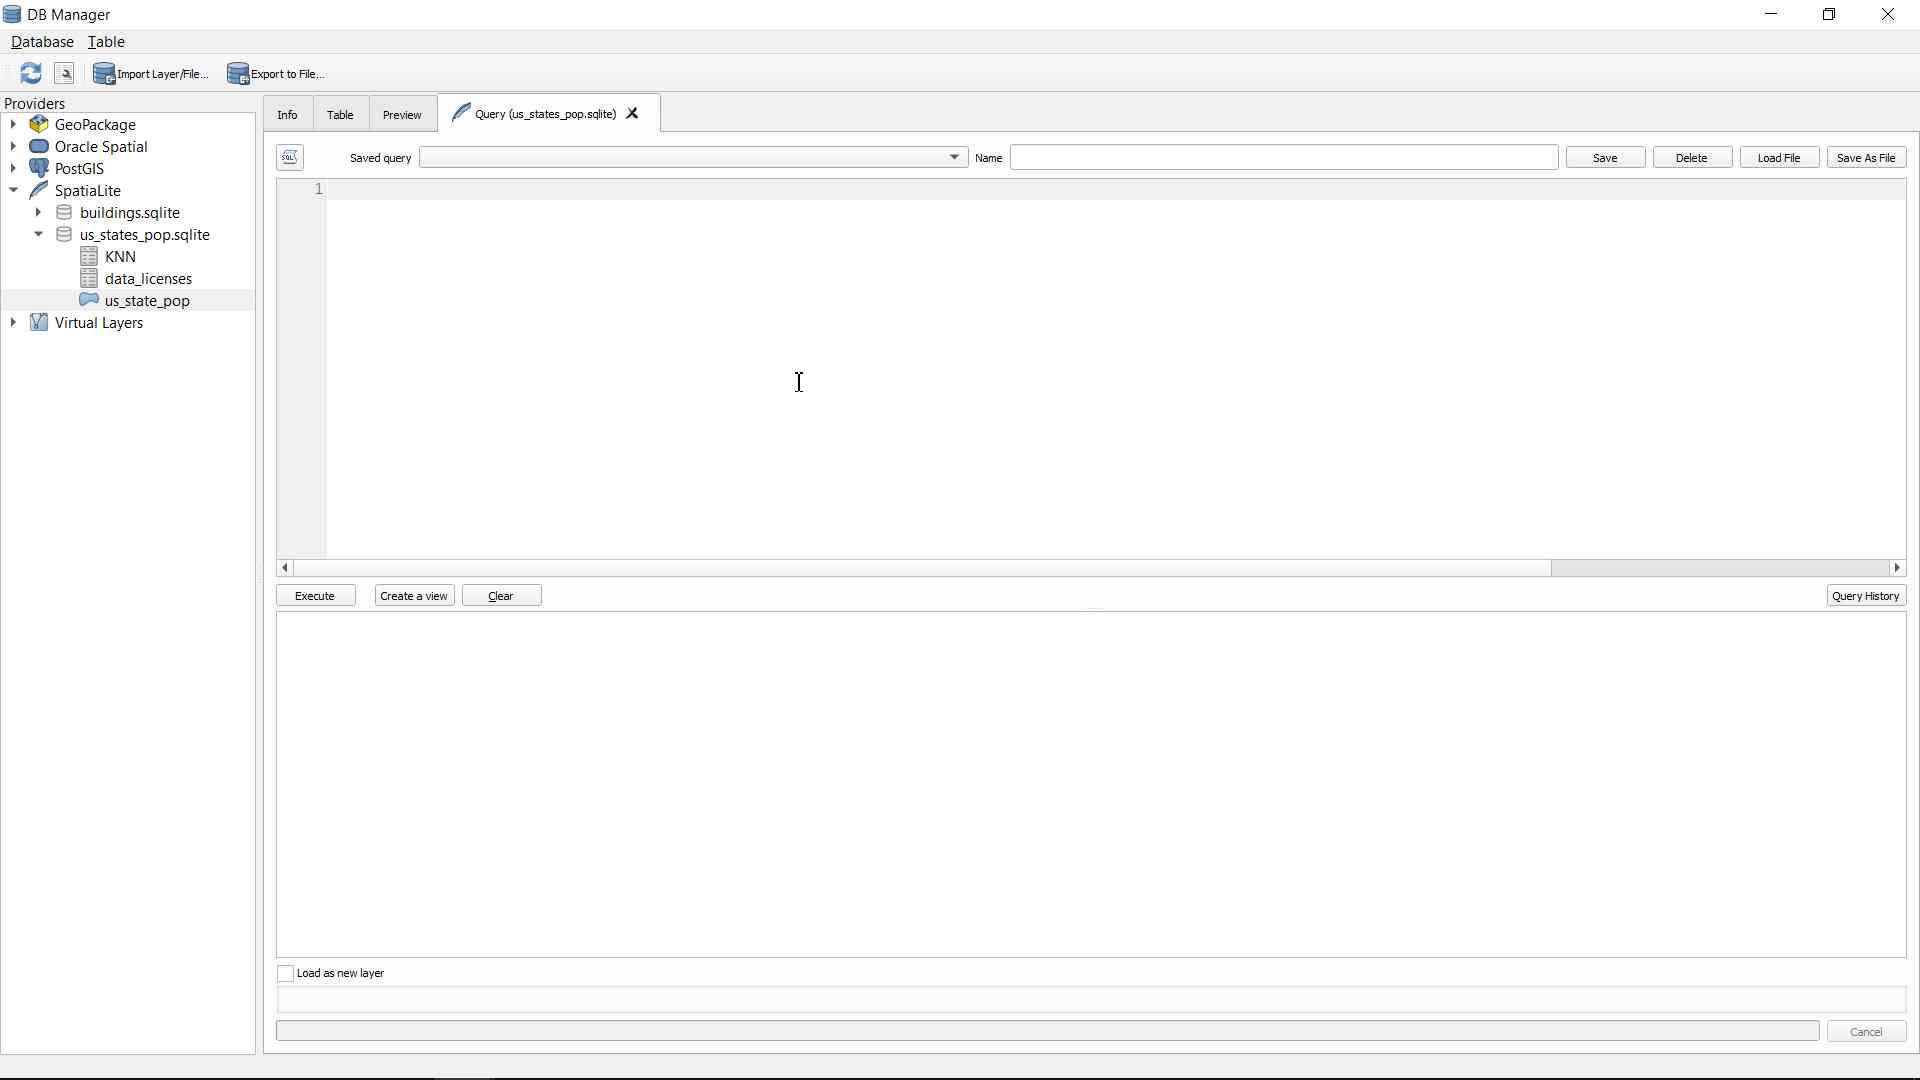 DB Manager
Database Table
Import Layer/File... Export to File...
Providers
GeoPackage
Oracle Spatial
PostGIS
SpatiaLite
buildings.sqlite
us_states_pop.sqlite
KNN
data_licenses
us_state_pop
Virtual Layers
Info Table Preview Query (us_states_pop.sqlite)
SQL Saved query Name Save Delete Load File Save As File
1
Execute Create a view Clear Query History
Load as new layer
Cancel